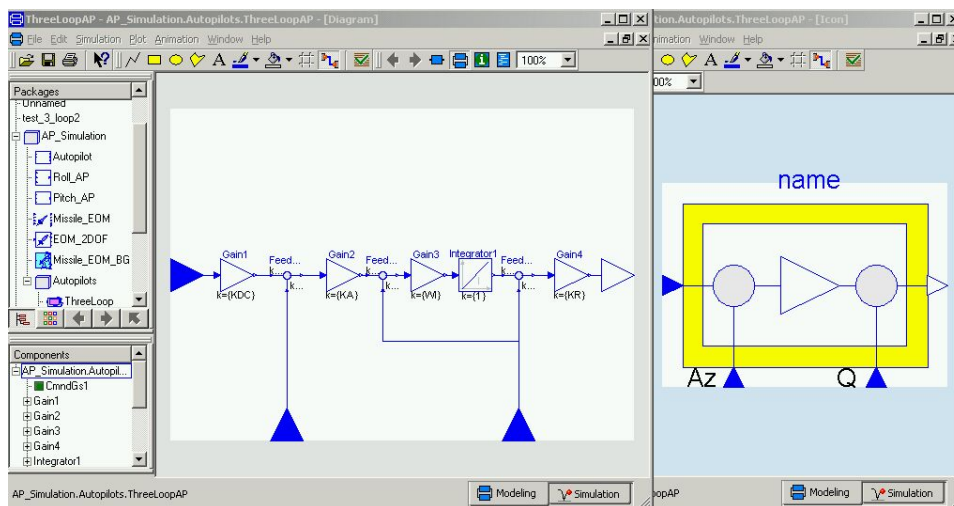 ThreeLoopAP - AP_Simulation.Autopilots.ThreeLoopAP - [Diagram]
File Edit Simulation Plot Animation Window Help
100%
Packages
Unnamed
test_3_loop2
AP_Simulation
Autopilot
Roll_AP
Pitch_AP
Missile_EOM
EOM_2DOF
Missile_EOM_BG
Autopilots
ThreeLoop
Components
AP_Simulation.Autopil...
CmndGs1
Gain1
Gain2
Gain3
Gain4
Integrator1
Gain1
k={KDC}
Feed...
k...
k...
Gain2
k={KA}
Feed...
k...
k...
Gain3
k={WI}
Integrator1
k={1}
Feed...
k...
k...
Gain4
k={KR}
AP_Simulation.Autopilots.ThreeLoopAP
Modeling
Simulation
tion.Autopilots.ThreeLoopAP - [Icon]
nimation Window Help
00%
name
Az
Q
opAP
Modeling
Simulation